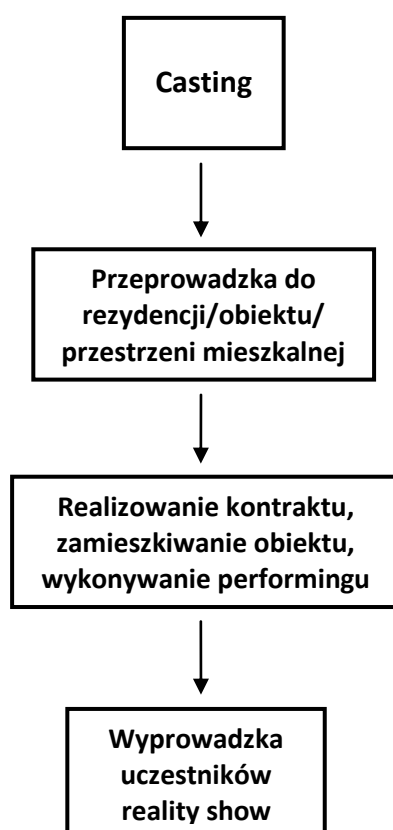 Casting
Przeprowadzka do
rezydencji/obiektu/
przestrzeni mieszkalnej
Realizowanie kontraktu,
zamieszkiwanie obiektu,
wykonywanie performingu
Wyprowadzka
uczestników
reality show